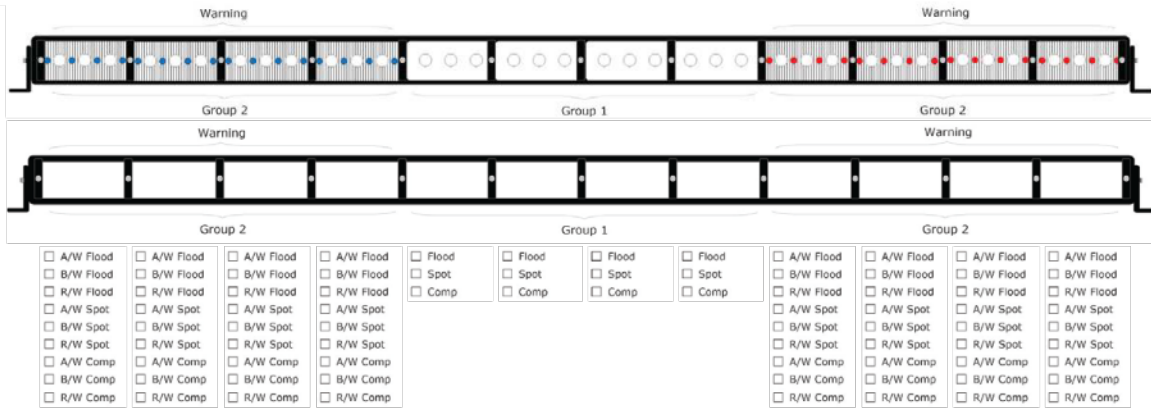 Warning Warning
Group 2 Group 1 Group 2
Warning Warning
Group 2 Group 1 Group 2
A/W Flood A/W Flood A/W Flood A/W Flood Flood Flood Flood Flood A/W Flood A/W Flood A/W Flood A/W Flood
B/W Flood B/W Flood B/W Flood B/W Flood Spot Spot Spot Spot B/W Flood B/W Flood B/W Flood B/W Flood
R/W Flood R/W Flood R/W Flood R/W Flood Comp Comp Comp Comp R/W Flood R/W Flood R/W Flood R/W Flood
A/W Spot A/W Spot A/W Spot A/W Spot A/W Spot A/W Spot A/W Spot A/W Spot
B/W Spot B/W Spot B/W Spot B/W Spot B/W Spot B/W Spot B/W Spot B/W Spot
R/W Spot R/W Spot R/W Spot R/W Spot R/W Spot R/W Spot R/W Spot R/W Spot
A/W Comp A/W Comp A/W Comp A/W Comp A/W Comp A/W Comp A/W Comp A/W Comp
B/W Comp B/W Comp B/W Comp B/W Comp B/W Comp B/W Comp B/W Comp B/W Comp
R/W Comp R/W Comp R/W Comp R/W Comp R/W Comp R/W Comp R/W Comp R/W Comp